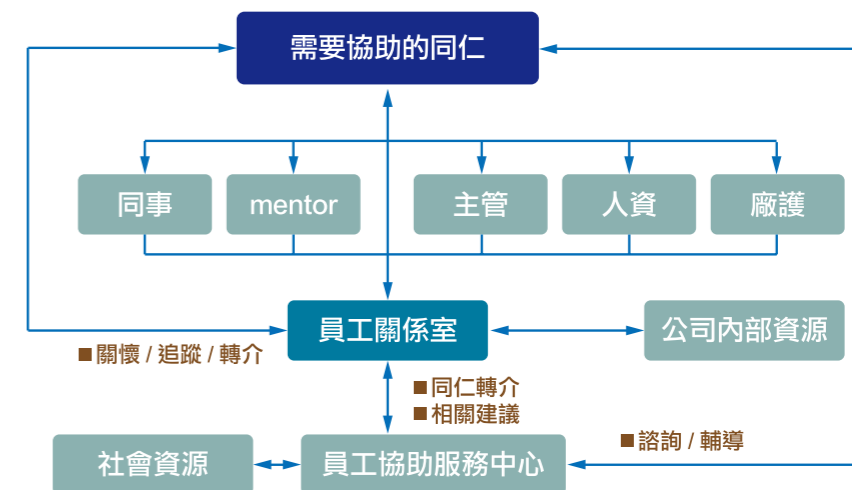 需要協助的同仁
同事
mentor
主管
人資
廠護
員工關係室
公司內部資源
■關懷 / 追蹤 / 轉介
■同仁轉介
■相關建議
■諮詢 / 輔導
社會資源
員工協助服務中心